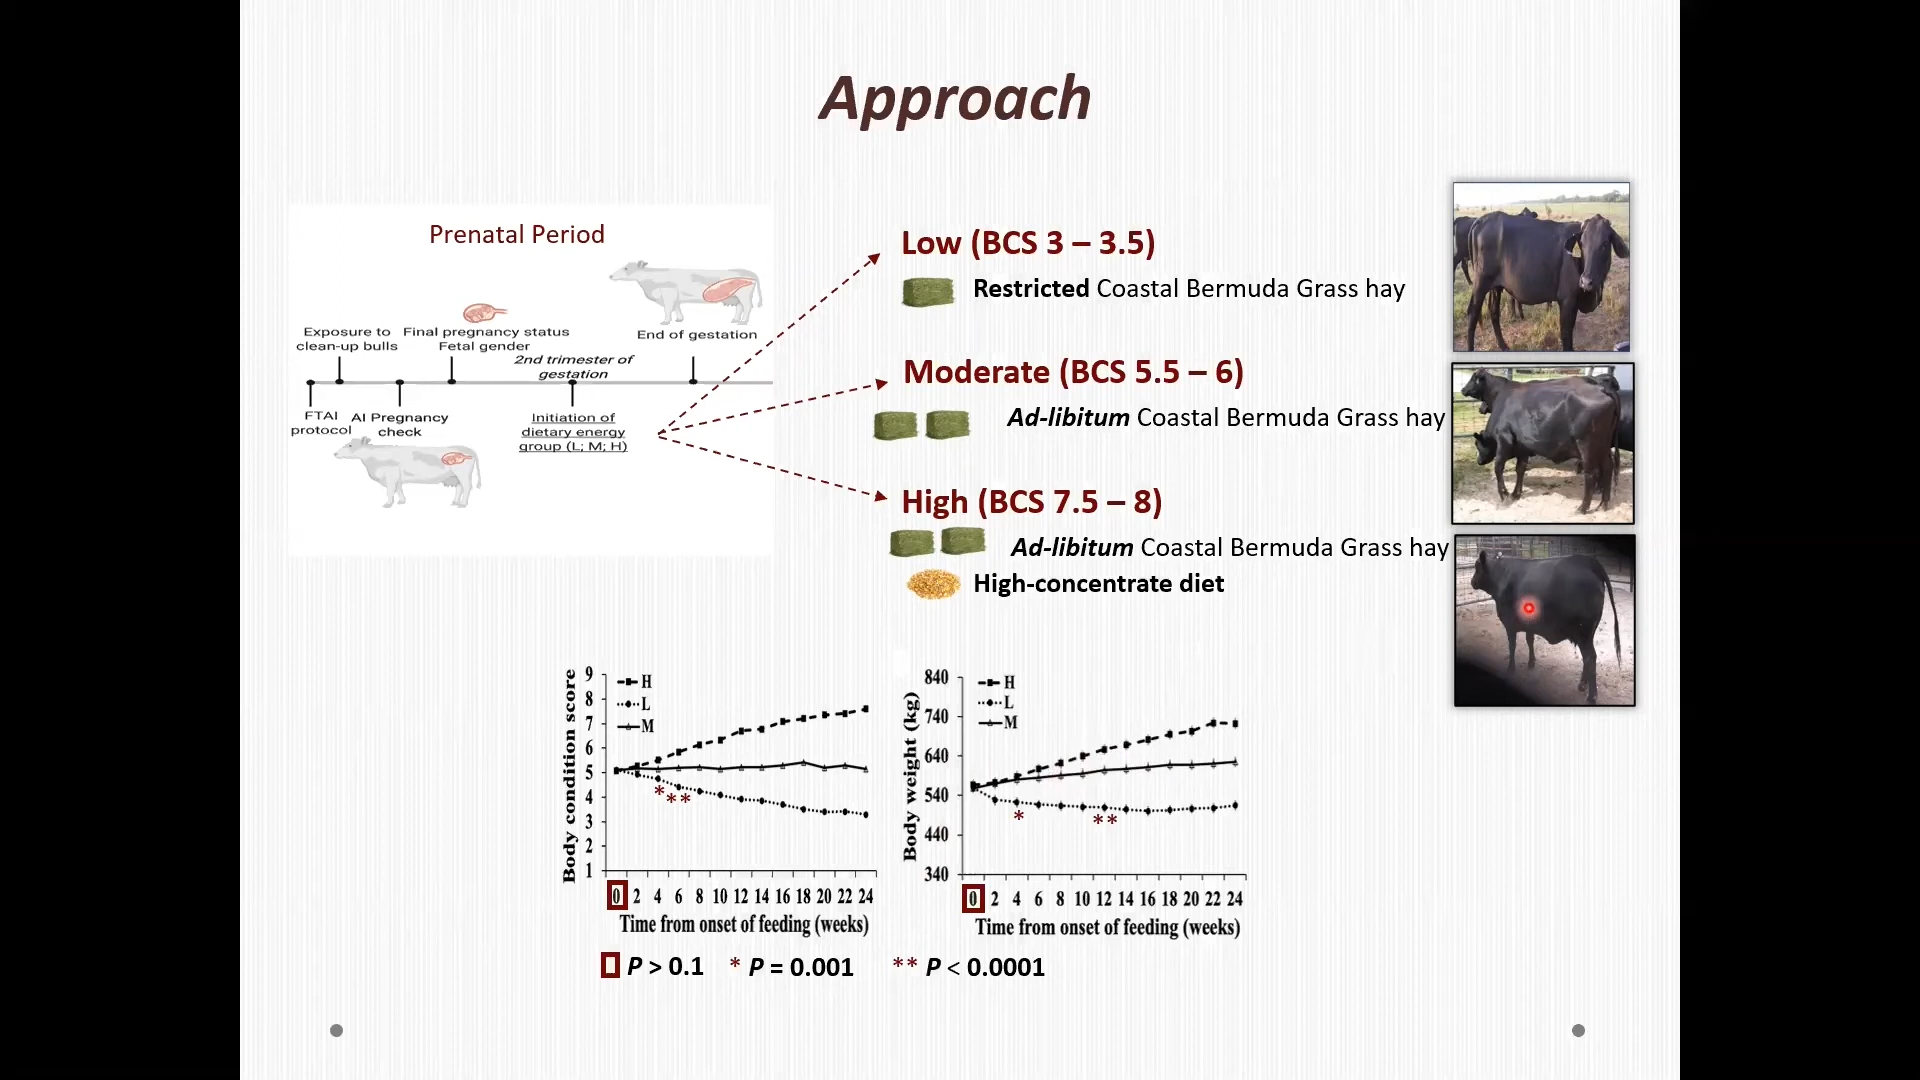 Approach
Prenatal Period
Exposure to
clean-up bulls
Final pregnancy status
Fetal gender
2nd trimester of
gestation
End of gestation
FTAI
protocol
AI Pregnancy
check
Initiation of
dietary energy
group (L; M; H)
Low (BCS 3 – 3.5)
Restricted Coastal Bermuda Grass hay
Moderate (BCS 5.5 – 6)
Ad-libitum Coastal Bermuda Grass hay
High (BCS 7.5 – 8)
Ad-libitum Coastal Bermuda Grass hay
High-concentrate diet
Body condition score
9
8
7
6
5
4
3
2
1
H
L
M
*
**
0 2 4 6 8 10 12 14 16 18 20 22 24
Time from onset of feeding (weeks)
Body weight (kg)
840
740
640
540
440
340
H
L
M
*
**
0 2 4 6 8 10 12 14 16 18 20 22 24
Time from onset of feeding (weeks)
P > 0.1 * P = 0.001 ** P < 0.0001